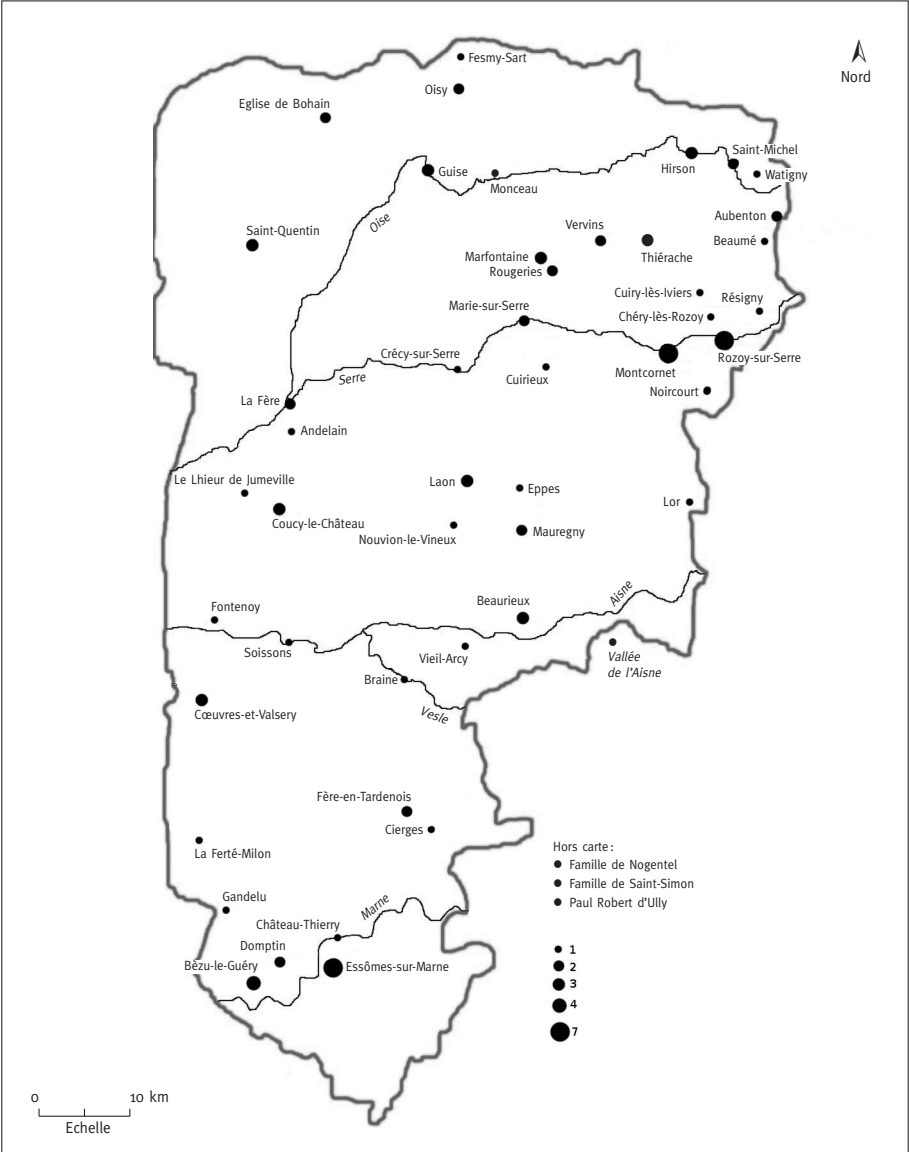 Fesmy-Sart
Nord
Oisy
Eglise de Bohain
Saint-Michel
Hirson
Guise
Watigny
Monceau
Aubenton
Oise
Vervins
Saint-Quentin
Beaumé
Marfontaine
Thiérache
Rougeries
Cuiry-lès-Iviers
Résigny
Marie-sur-Serre
Chéry-lès-Rozoy
Crécy-sur-Serre
Rozoy-sur-Serre
Montcornet
Serre
Cuirieux
Noircourt
La Fère
Andelain
Le Lhieur de Jumeville
Laon
Eppes
Lor
Coucy-le-Château
Nouvion-le-Vineux
Mauregny
Aisne
Beaurieux
Fontenoy
Soissons
Vieil-Arcy
Vallée
de l'Aisne
Braine
Cœuvres-et-Valsery
Vesle
Fère-en-Tardenois
Cierges
La Ferté-Milon
Hors carte :
Famille de Nogentel
Famille de Saint-Simon
Paul Robert d'Ully
Gandelu
Marne
Château-Thierry
Domptin
Bèzu-le-Guéry
Essômes-sur-Marne
1
2
3
4
7
0 10 km
Echelle